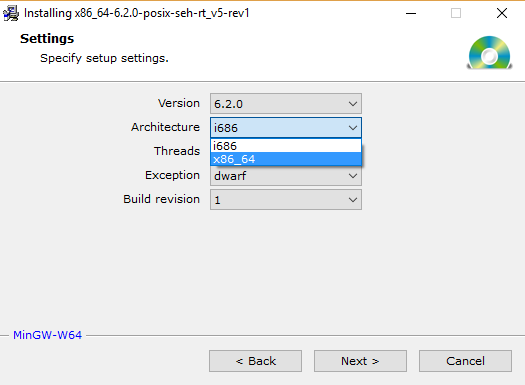 Installing x86_64-6.2.0-posix-seh-rt_v5-rev1
Settings
Specify setup settings.
Version 6.2.0
Architecture i686
i686
Threads
x86_64
Exception dwarf
Build revision 1
MinGW-W64
< Back Next > Cancel